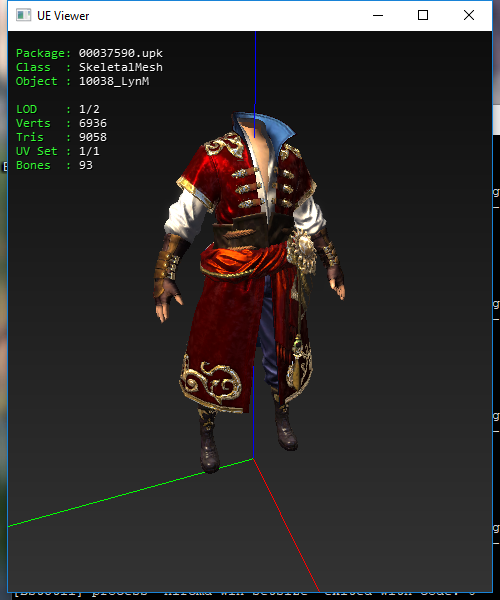 UE Viewer
Package: 00037590.upk
Class : SkeletalMesh
Object : 10038_LynM
LOD : 1/2
Verts : 6936
Tris : 9058
UV Set : 1/1
Bones : 93